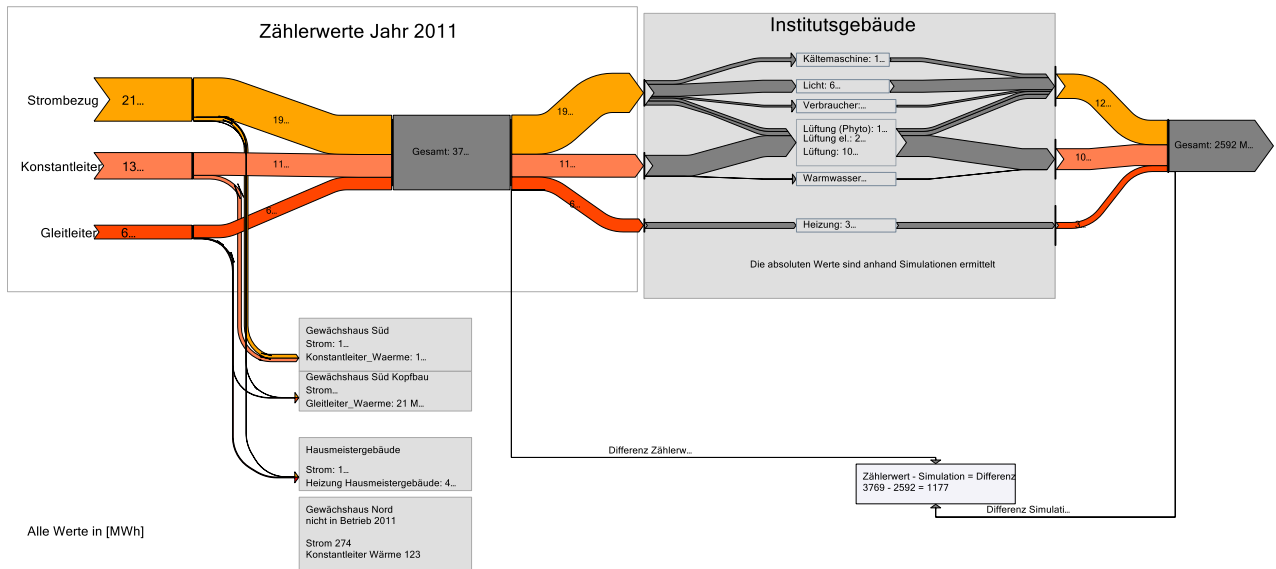 Zählerwerte Jahr 2011
Institutsgebäude
Strombezug
21...
19...
19...
Konstantleiter
13...
11...
Gesamt: 37...
11...
Gleitleiter
6...
6...
6...
Kältemaschine: 1...
Licht: 6...
Verbraucher:...
Lüftung (Phyto): 1...
Lüftung el.: 2...
Lüftung: 10...
Warmwasser...
Heizung: 3...
Die absoluten Werte sind anhand Simulationen ermittelt
12...
10...
Gesamt: 2592 M...
Gewächshaus Süd
Strom: 1...
Konstantleiter_Waerme: 1...
Gewächshaus Süd Kopfbau
Strom...
Gleitleiter_Waerme: 21 M...
Hausmeistergebäude
Strom: 1...
Heizung Hausmeistergebäude: 4...
Gewächshaus Nord
nicht in Betrieb 2011
Strom 274
Konstantleiter Wärme 123
Differenz Zählerw...
Zählerwert - Simulation = Differenz
3769 - 2592 = 1177
Differenz Simulati...
Alle Werte in [MWh]